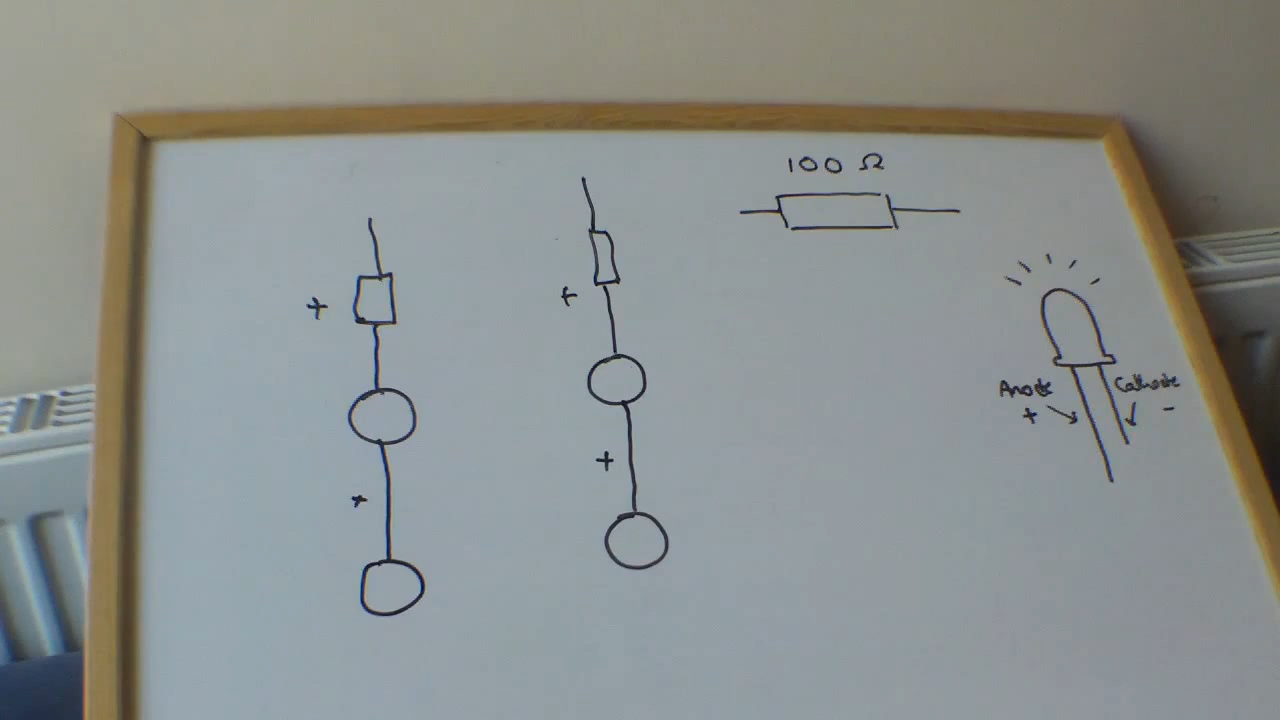 100 Ω
+
+
+
+
Anode
Cathode
+
-